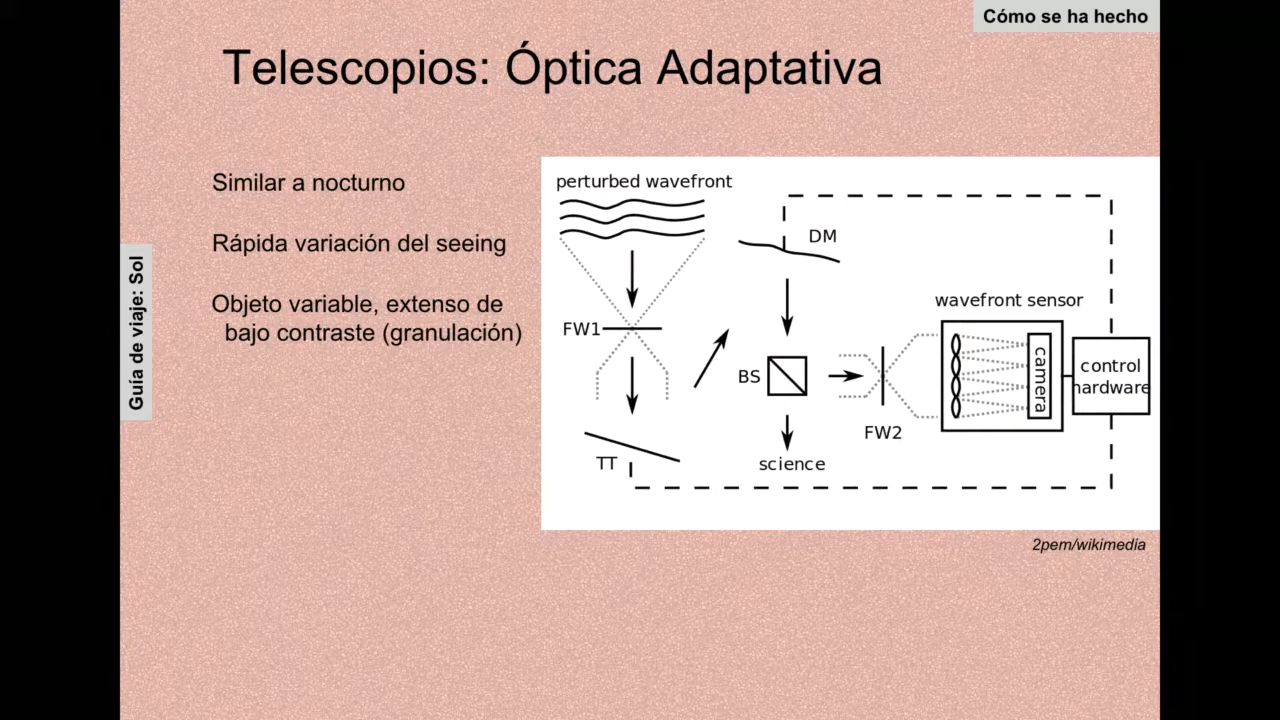 Cómo se ha hecho
Telescopios: Óptica Adaptativa
Guía de viaje: Sol
Similar a nocturno
Rápida variación del seeing
Objeto variable, extenso de
bajo contraste (granulación)
perturbed wavefront
DM
wavefront sensor
FW1
BS
camera
control
hardware
FW2
TT
science
2pem/wikimedia